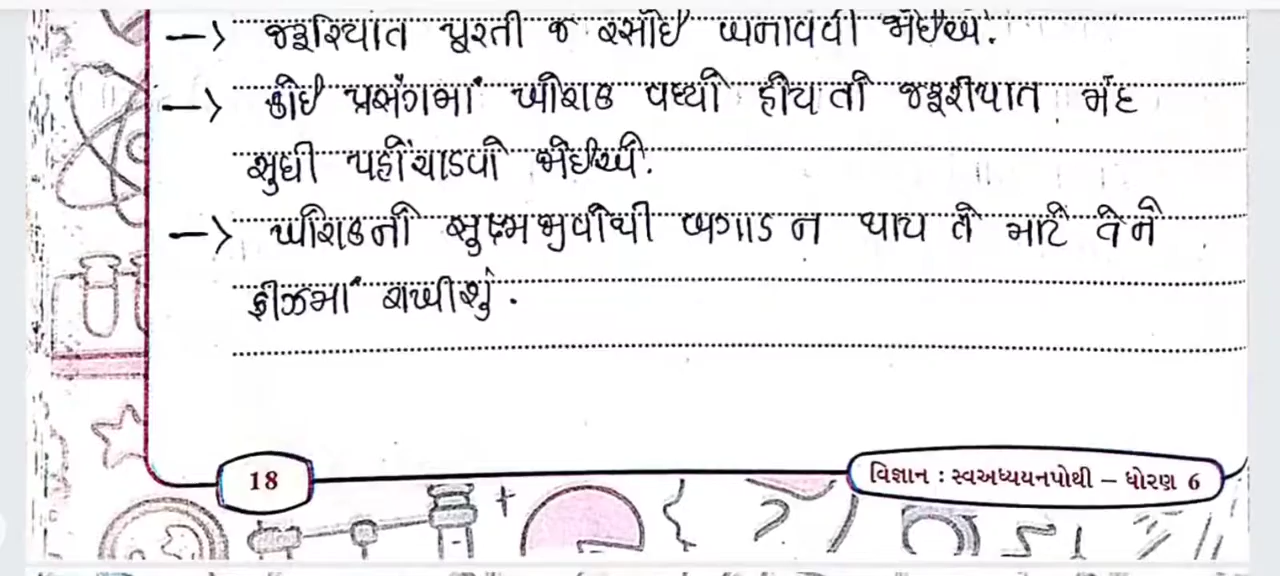 → જરૂરિયાત પૂરતી જ રસોઈ બનાવવી જોઈએ.
→ કોઈ પ્રસંગમાં ખોરાક વધ્યો હોય તો જરૂરીયાત મંદ
સુધી પહોંચાડવો જોઈએ.
→ ખોરાકનો સુક્ષ્મજીવોથી બગાડ ન થાય તે માટે તેને
ફ્રીઝમાં રાખીશું.
18
વિજ્ઞાન : સ્વઅધ્યયનપોથી – ધોરણ 6